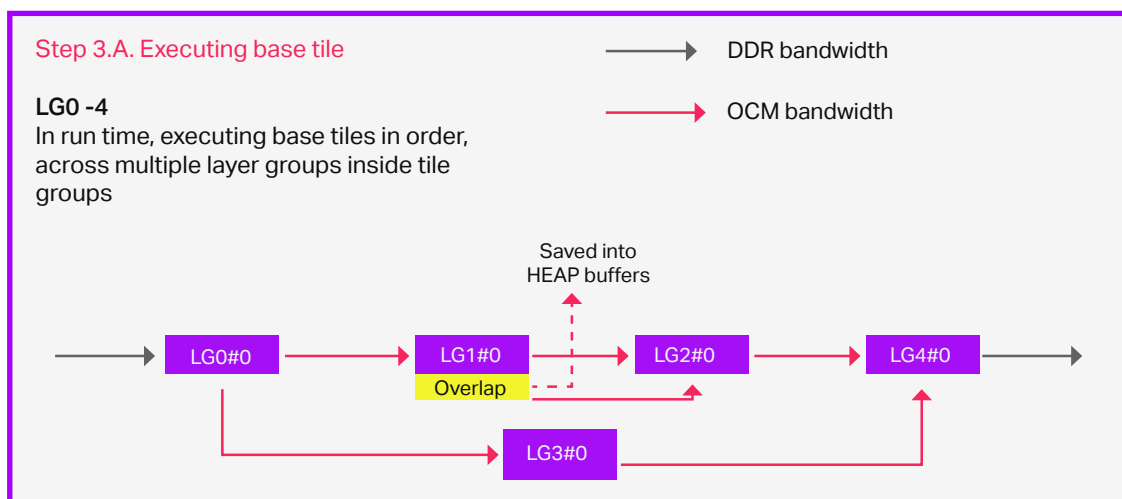 Step 3.A. Executing base tile
DDR bandwidth
LG0 -4
OCM bandwidth
In run time, executing base tiles in order,
across multiple layer groups inside tile
groups
Saved into
HEAP buffers
LG0#0
LG1#0
LG2#0
LG4#0
Overlap
LG3#0